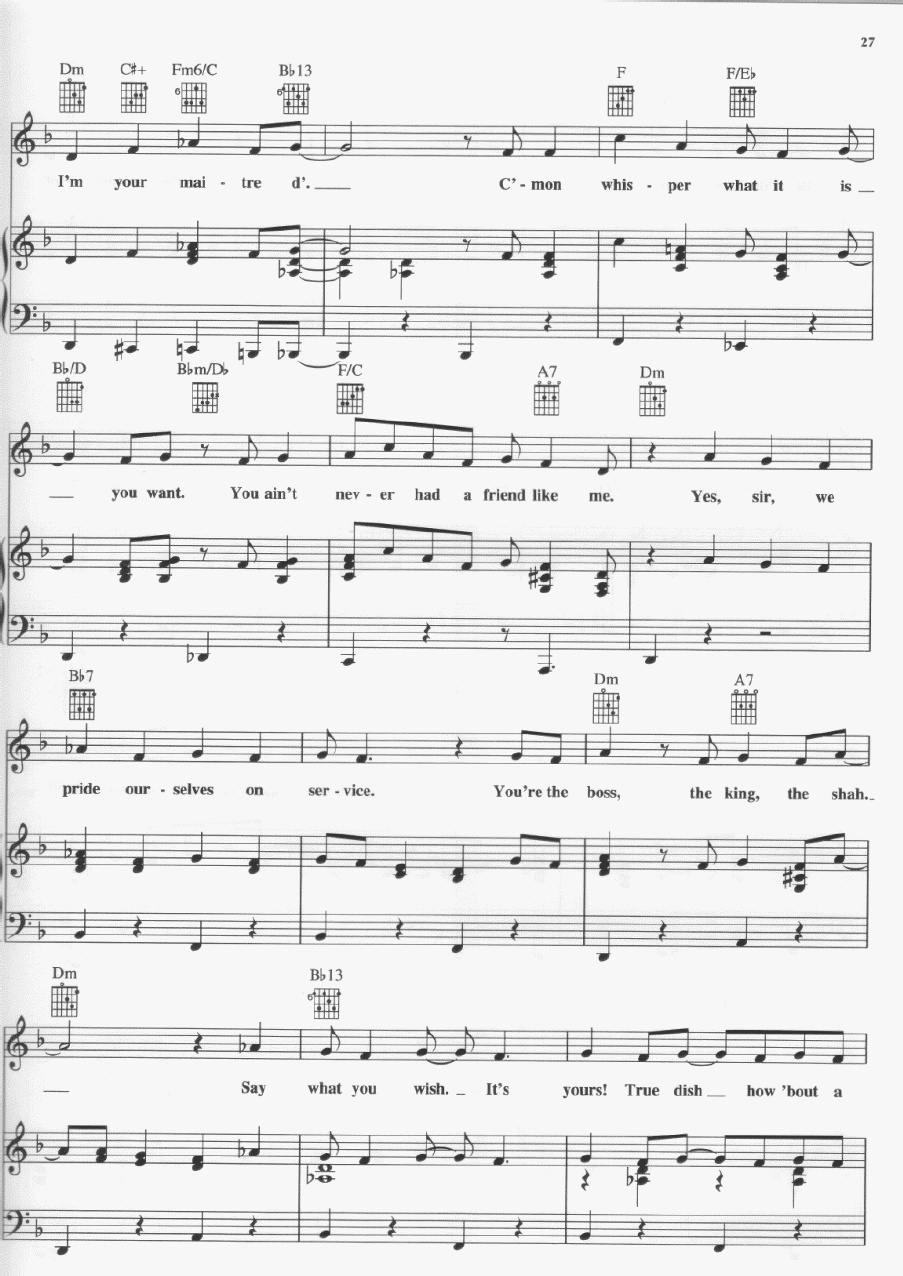 27
Dm C#+ Fm6/C B♭13 F F/E♭
6 6
I'm your mai - tre d'. C'- mon whis - per what it is
B♭/D B♭m/D♭ F/C A7 Dm
you want. You ain't nev - er had a friend like me. Yes, sir, we
B♭7 Dm A7
pride our - selves on ser - vice. You're the boss, the king, the shah.
Dm B♭13
6
Say what you wish. It's yours! True dish how 'bout a